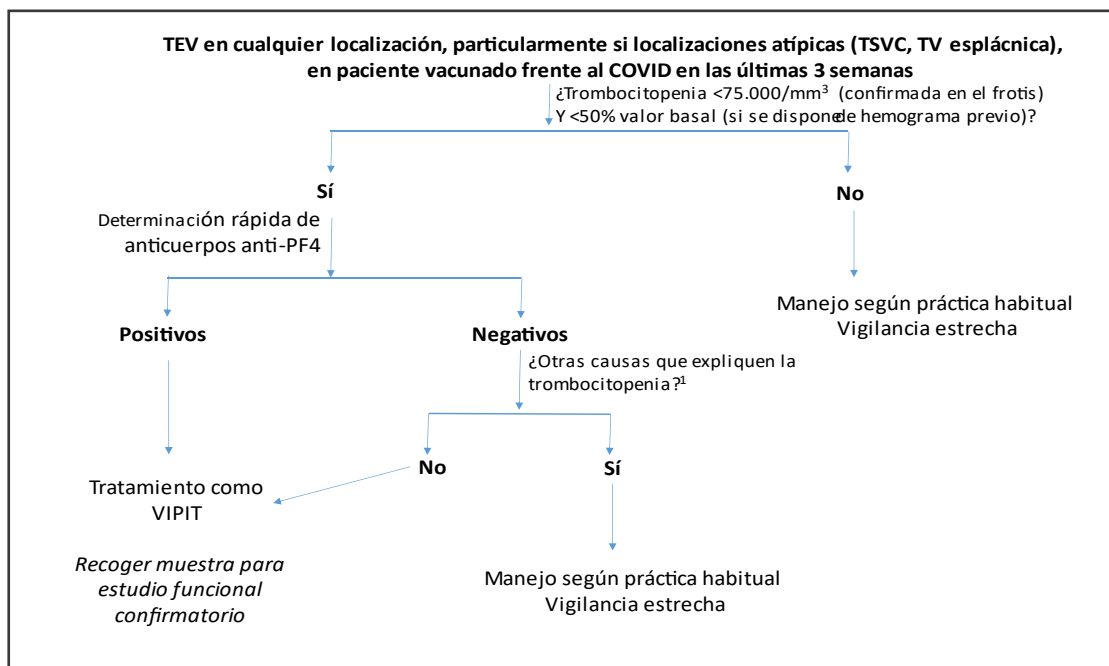 TEV en cualquier localización, particularmente si localizaciones atípicas (TSVC, TV esplácnica),
en paciente vacunado frente al COVID en las últimas 3 semanas
¿Trombocitopenia <75.000/mm³ (confirmada en el frotis)
Y <50% valor basal (si se dispone de hemograma previo)?
Sí
No
Determinación rápida de
anticuerpos anti-PF4
Manejo según práctica habitual
Vigilancia estrecha
Positivos
Negativos
¿Otras causas que expliquen la
trombocitopenia?¹
No
Sí
Tratamiento como
VIPIT
Recoger muestra para
estudio funcional
confirmatorio
Manejo según práctica habitual
Vigilancia estrecha